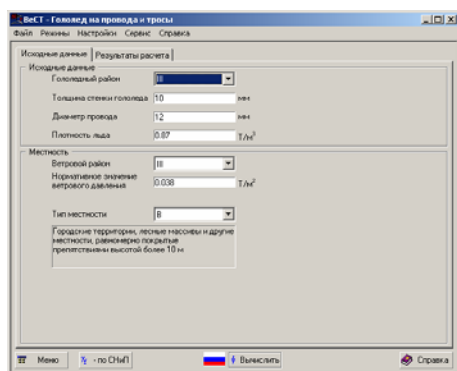 ВеСТ - Гололед на провода и тросы
Файл Режимы Настройки Сервис Справка
Исходные данные Результаты расчета
Исходные данные
Гололедный район III
Толщина стенки гололеда 10 мм
Диаметр провода 12 мм
Плотность льда 0.87 Т/м³
Местность
Ветровой район III
Нормативное значение
ветрового давления 0.038 Т/м²
Тип местности B
Городские территории, лесные массивы и другие
местности, равномерно покрытые
препятствиями высотой более 10 м
Меню - по СНиП Вычислить Справка